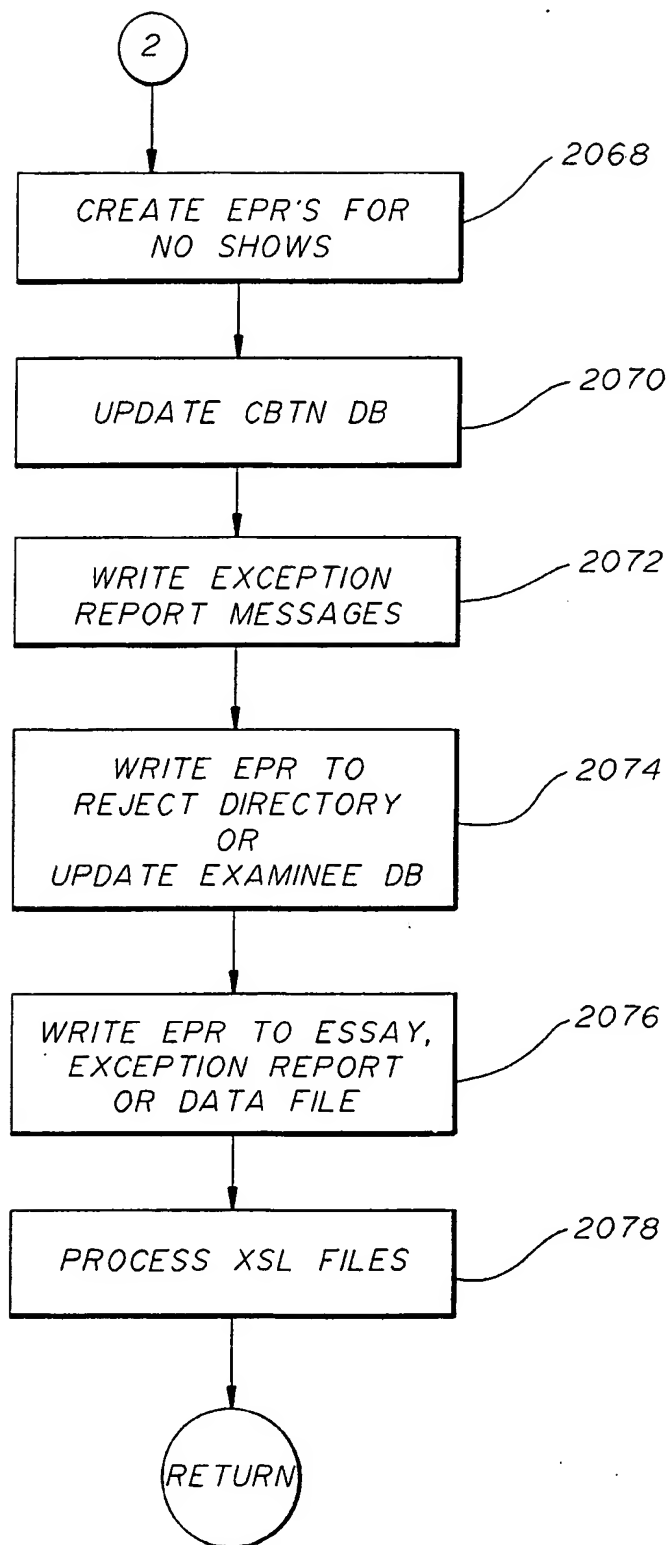 2
2068
CREATE EPR'S FOR
NO SHOWS
2070
UPDATE CBTN DB
2072
WRITE EXCEPTION
REPORT MESSAGES
2074
WRITE EPR TO
REJECT DIRECTORY
OR
UPDATE EXAMINEE DB
2076
WRITE EPR TO ESSAY,
EXCEPTION REPORT
OR DATA FILE
2078
PROCESS XSL FILES
RETURN